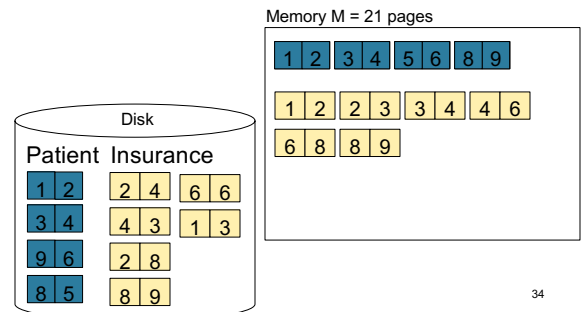 Memory M = 21 pages
1 2 3 4 5 6 8 9
1 2 2 3 3 4 4 6
6 8 8 9
Disk
Patient Insurance
1 2 2 4 6 6
3 4 4 3 1 3
9 6 2 8
8 5 8 9
34